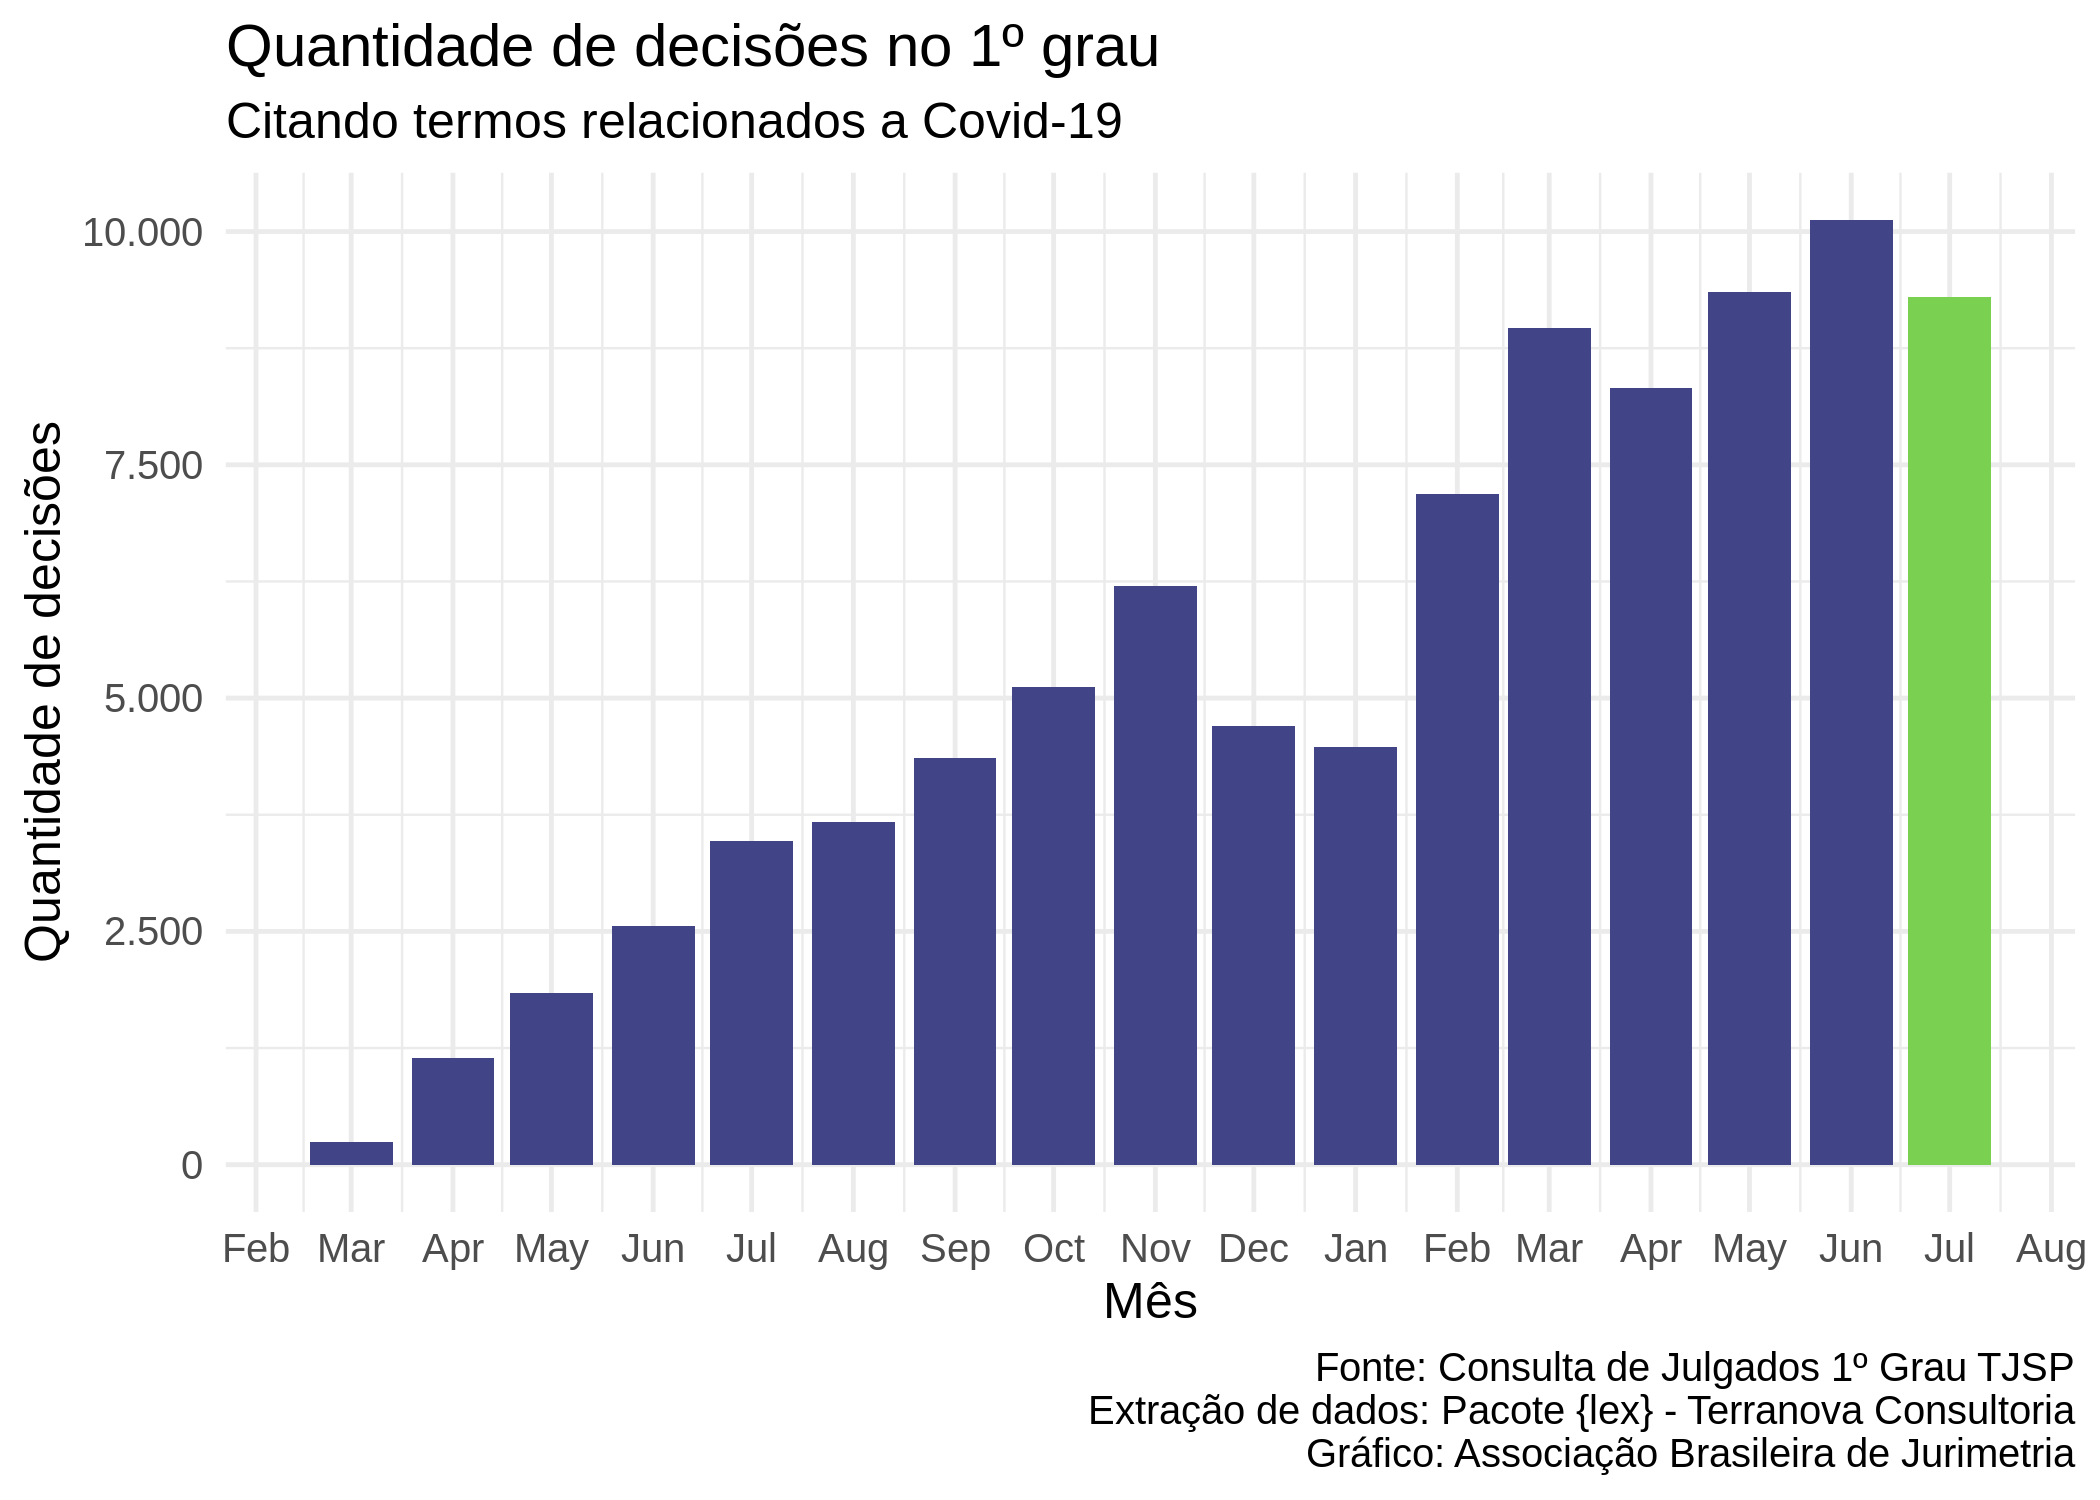 Quantidade de decisões no 1º grau
Citando termos relacionados a Covid-19
Quantidade de decisões
10.000
7.500
5.000
2.500
0
Feb Mar Apr May Jun Jul Aug Sep Oct Nov Dec Jan Feb Mar Apr May Jun Jul Aug
Mês
Fonte: Consulta de Julgados 1º Grau TJSP
Extração de dados: Pacote {lex} - Terranova Consultoria
Gráfico: Associação Brasileira de Jurimetria